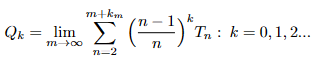 Q_k = \lim_{m \to \infty} \sum_{n=2}^{m+k_m} \left( \frac{n-1}{n} \right)^k T_n : \ k = 0, 1, 2...